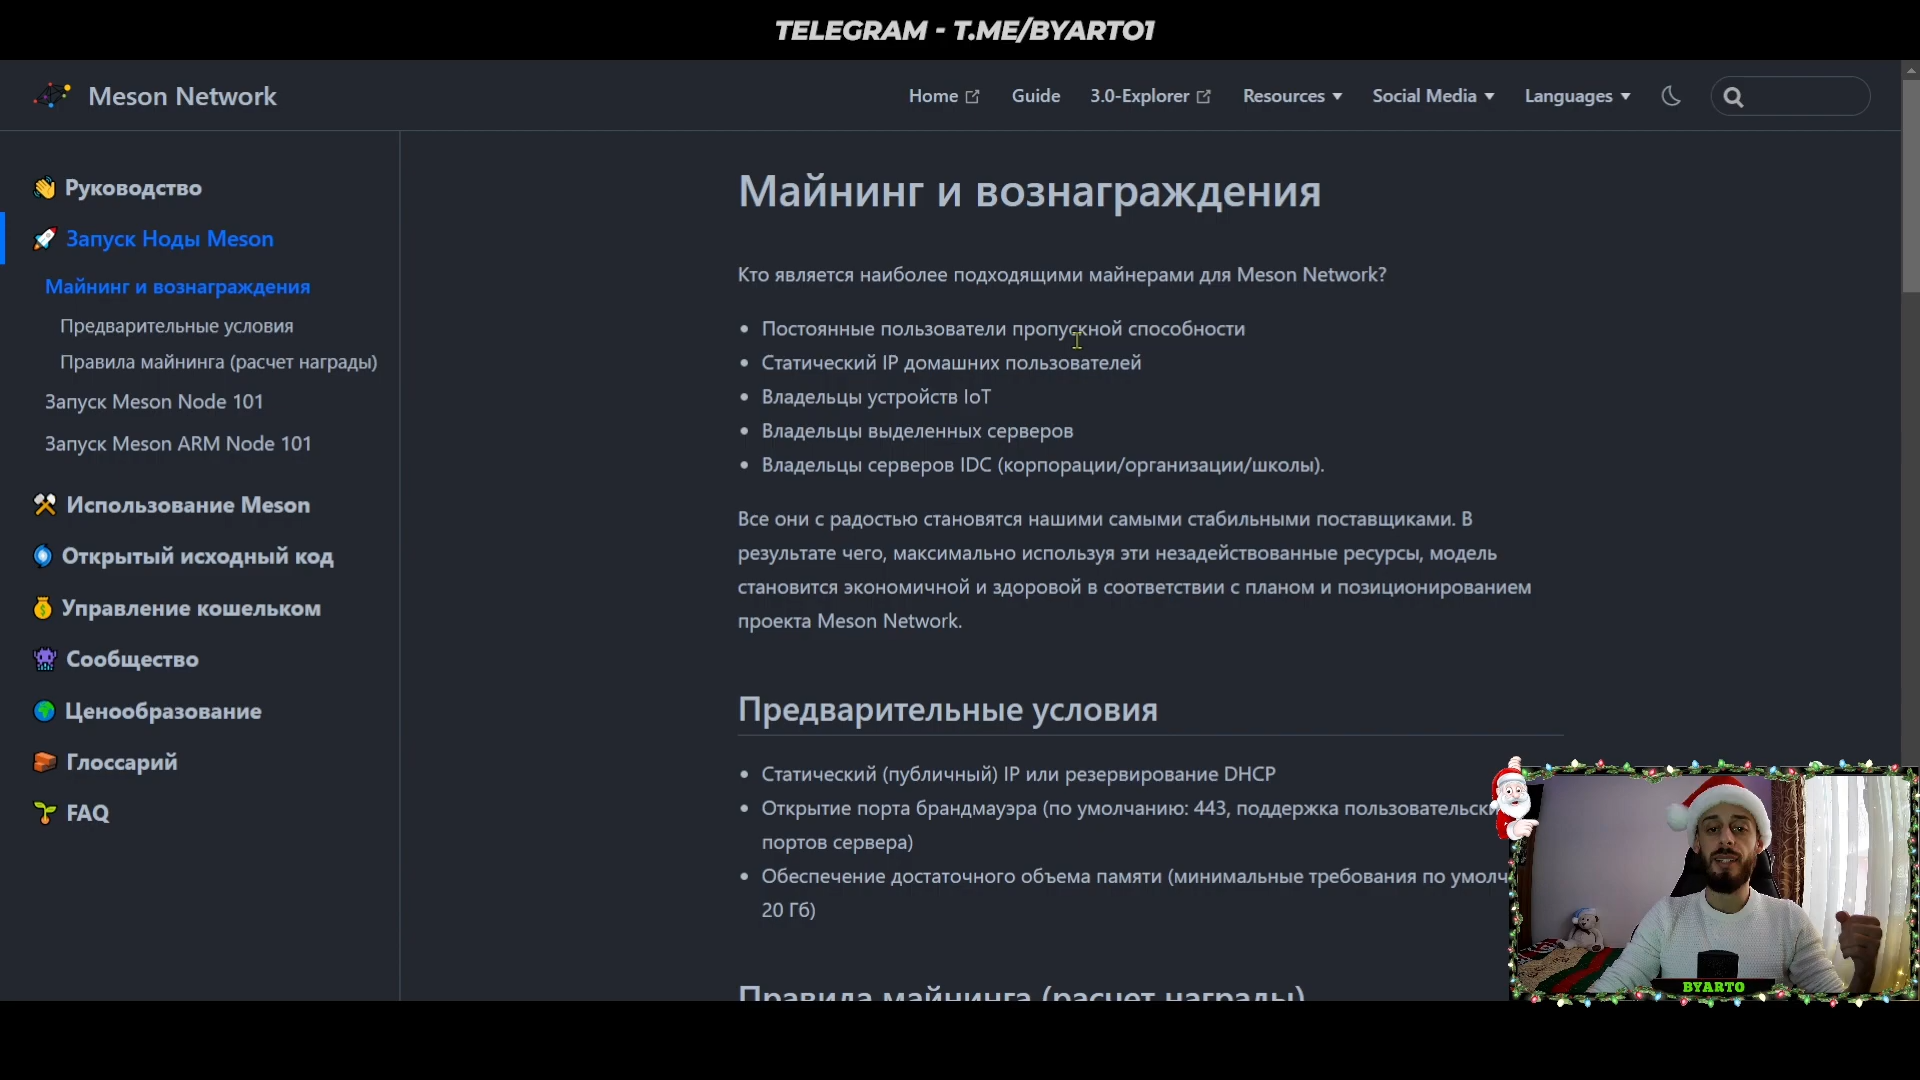 TELEGRAM - T.ME/BYARTO1
Meson Network
Home
Guide
3.0-Explorer
Resources
Social Media
Languages
Руководство
Запуск Ноды Meson
Майнинг и вознаграждения
Предварительные условия
Правила майнинга (расчет награды)
Запуск Meson Node 101
Запуск Meson ARM Node 101
Использование Meson
Открытый исходный код
Управление кошельком
Сообщество
Ценообразование
Глоссарий
FAQ
Майнинг и вознаграждения
Кто является наиболее подходящими майнерами для Meson Network?
Постоянные пользователи пропускной способности
Статический IP домашних пользователей
Владельцы устройств IoT
Владельцы выделенных серверов
Владельцы серверов IDC (корпорации/организации/школы).
Все они с радостью становятся нашими самыми стабильными поставщиками. В
результате чего, максимально используя эти незадействованные ресурсы, модель
становится экономичной и здоровой в соответствии с планом и позиционированием
проекта Meson Network.
Предварительные условия
Статический (публичный) IP или резервирование DHCP
Открытие порта брандмауэра (по умолчанию: 443, поддержка
портов сервера)
Обеспечение достаточного объема памяти (минимальные требования по
20 Гб)
Правила майнинга (расчет награды)
BYARTO